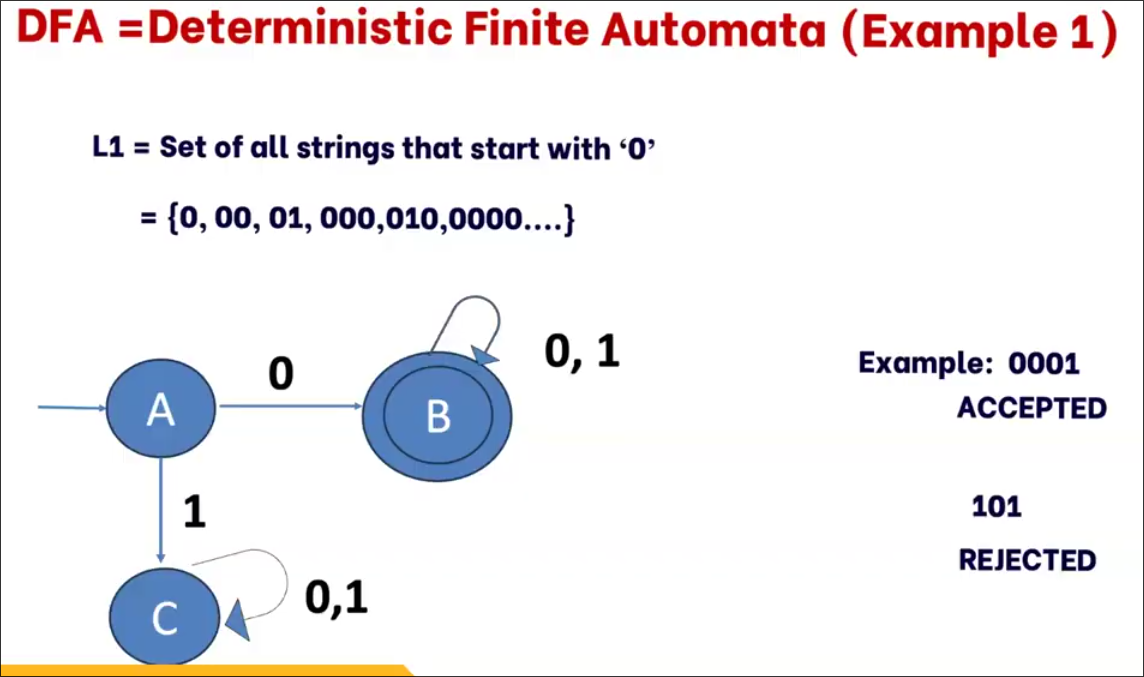 DFA =Deterministic Finite Automata (Example 1)
L1 = Set of all strings that start with ‘0’
= {0, 00, 01, 000,010,0000....}
0
0, 1
A
B
1
C
0,1
Example: 0001
ACCEPTED
101
REJECTED